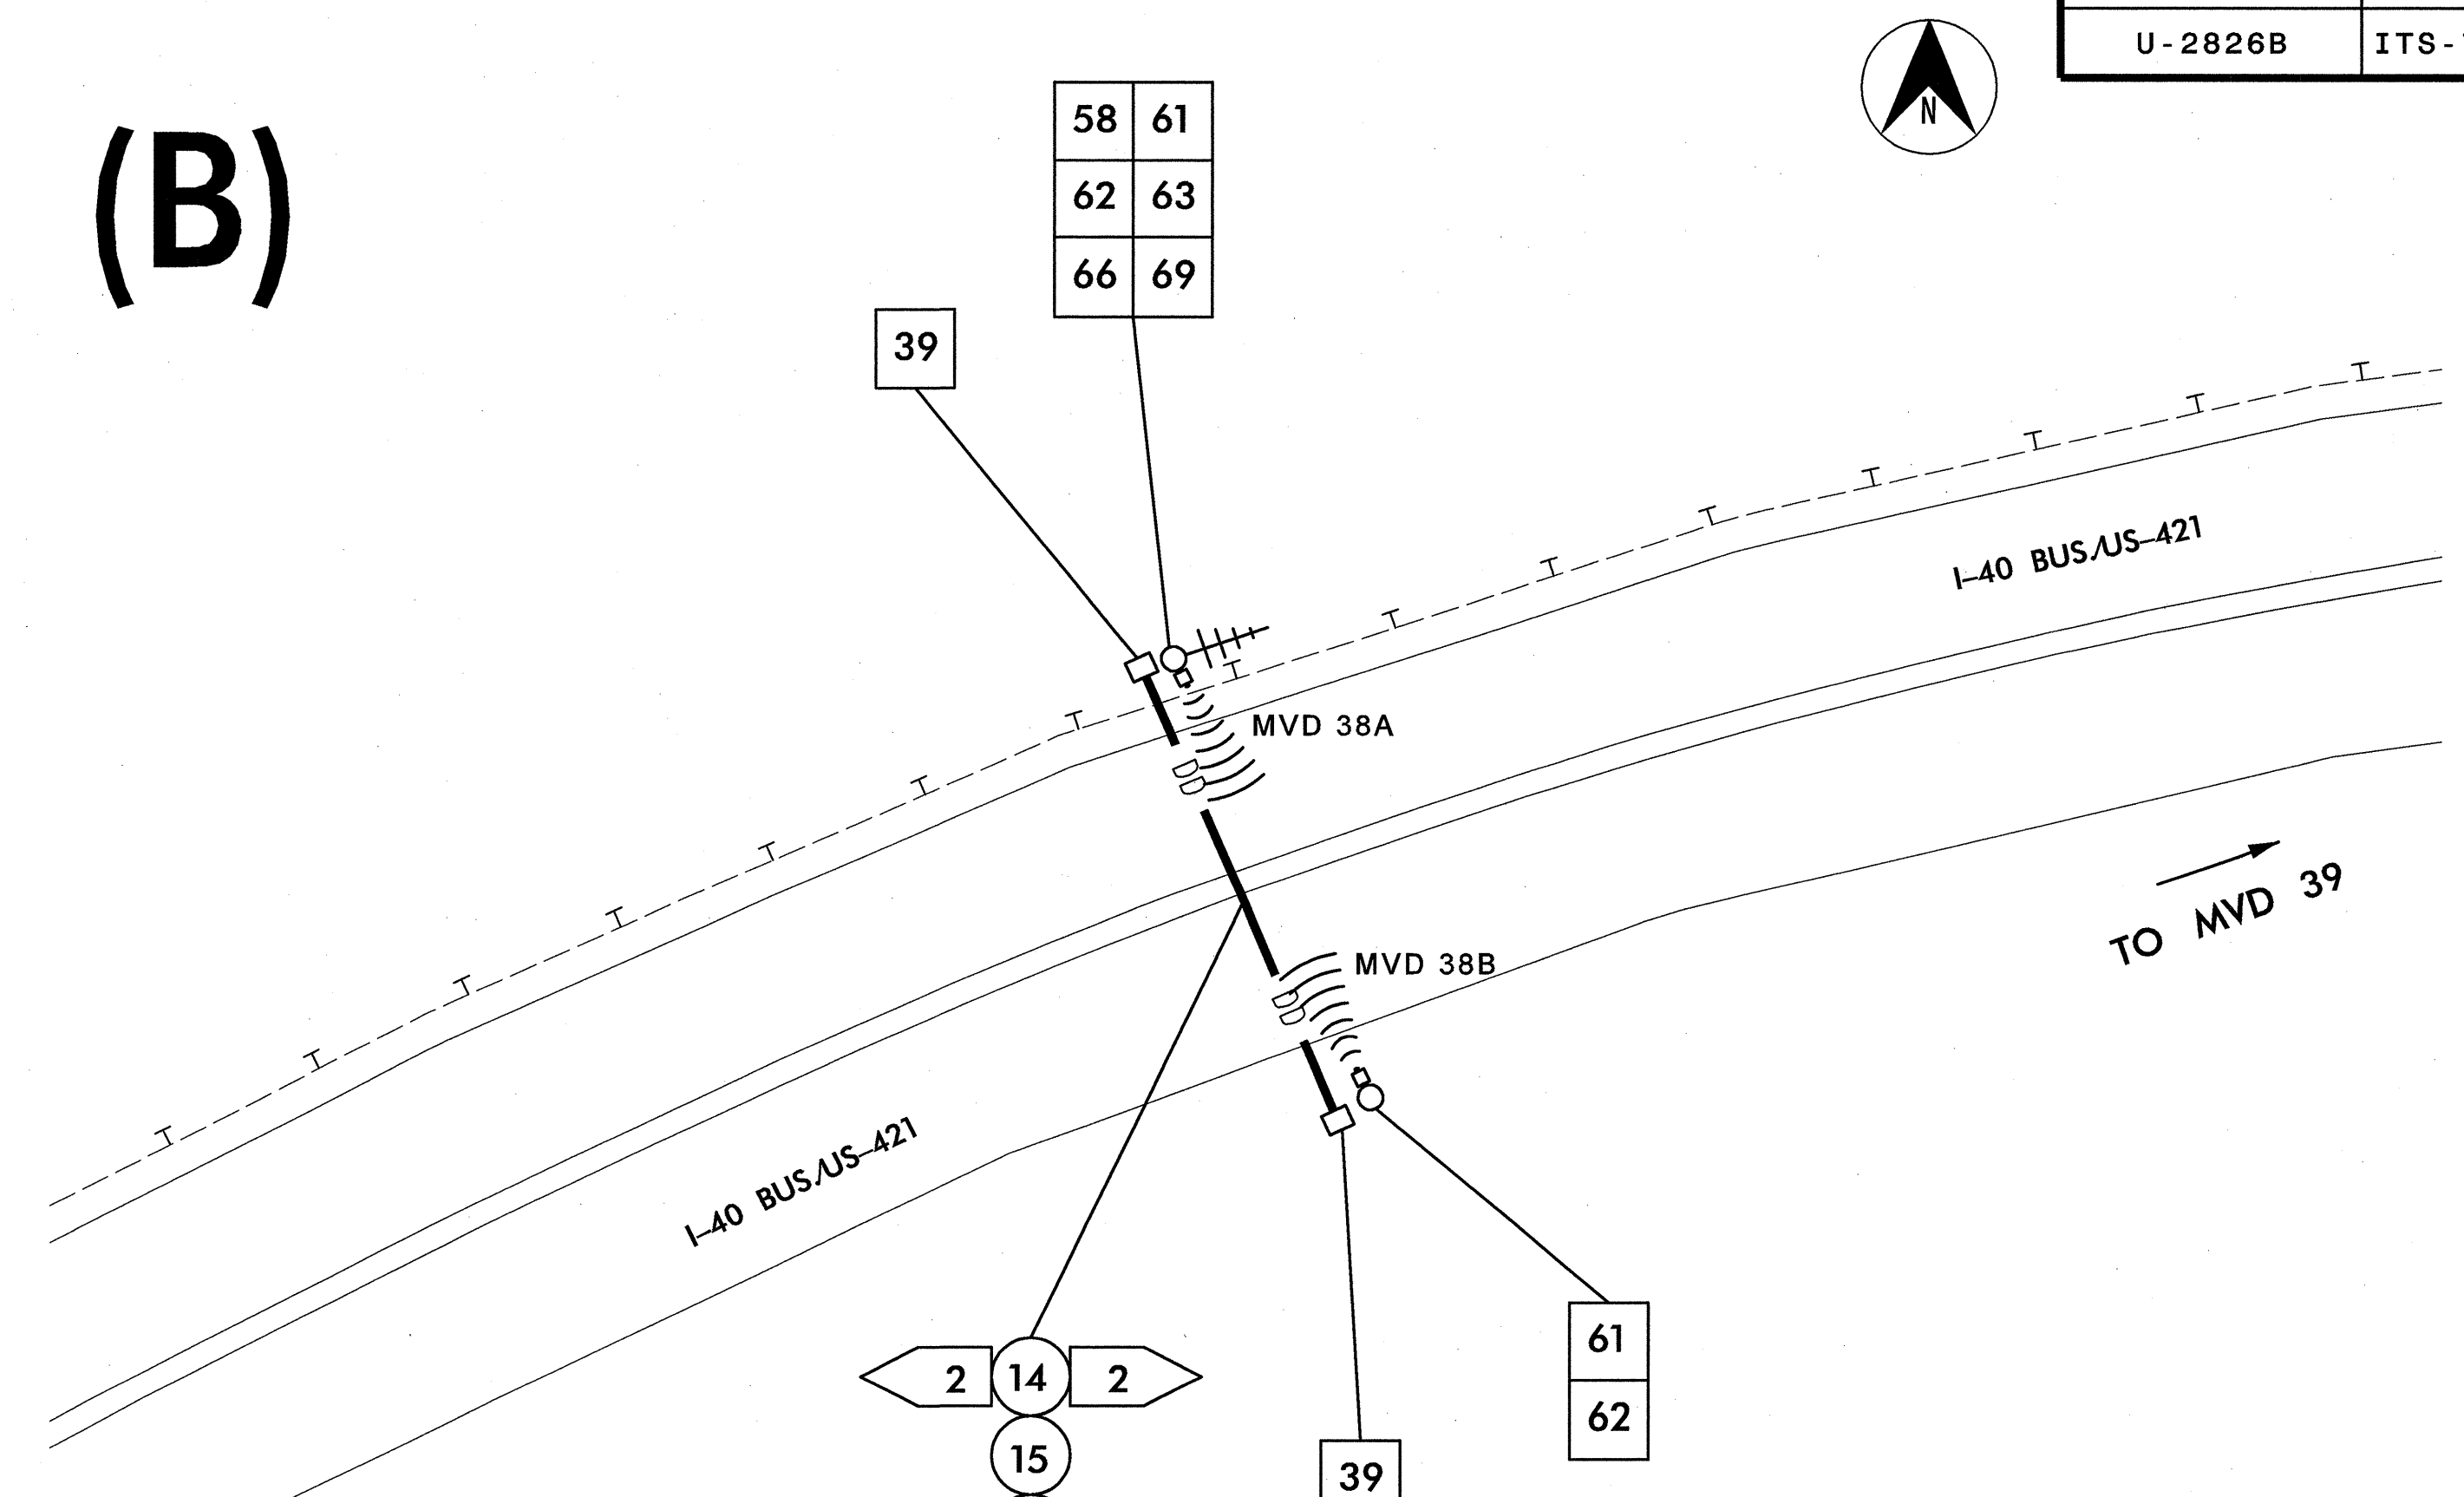 U-2826B ITS-
N
(B)
58 61
62 63
66 69
39
I-40 BUS./US-421
MVD 38A
TO MVD 39
MVD 38B
I-40 BUS./US-421
2 14 2
15
61
62
39